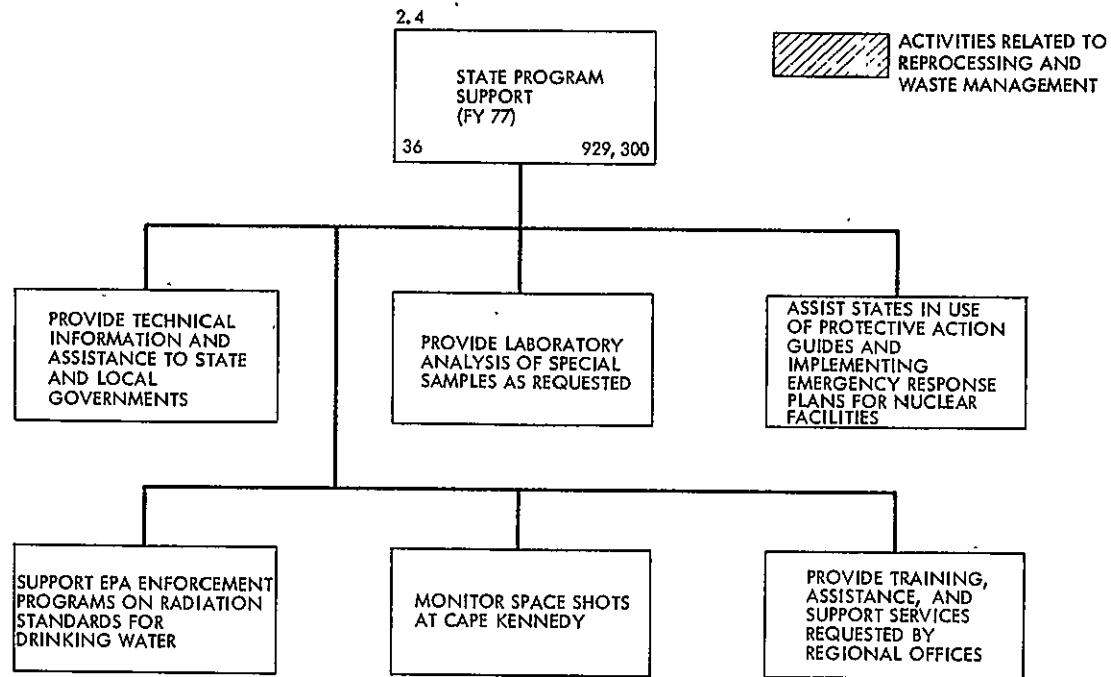 2.4
STATE PROGRAM
SUPPORT
(FY 77)
36 929,300
ACTIVITIES RELATED TO
REPROCESSING AND
WASTE MANAGEMENT
PROVIDE TECHNICAL
INFORMATION AND
ASSISTANCE TO STATE
AND LOCAL
GOVERNMENTS
PROVIDE LABORATORY
ANALYSIS OF SPECIAL
SAMPLES AS REQUESTED
ASSIST STATES IN USE
OF PROTECTIVE ACTION
GUIDES AND
IMPLEMENTING
EMERGENCY RESPONSE
PLANS FOR NUCLEAR
FACILITIES
SUPPORT EPA ENFORCEMENT
PROGRAMS ON RADIATION
STANDARDS FOR
DRINKING WATER
MONITOR SPACE SHOTS
AT CAPE KENNEDY
PROVIDE TRAINING,
ASSISTANCE, AND
SUPPORT SERVICES
REQUESTED BY
REGIONAL OFFICES